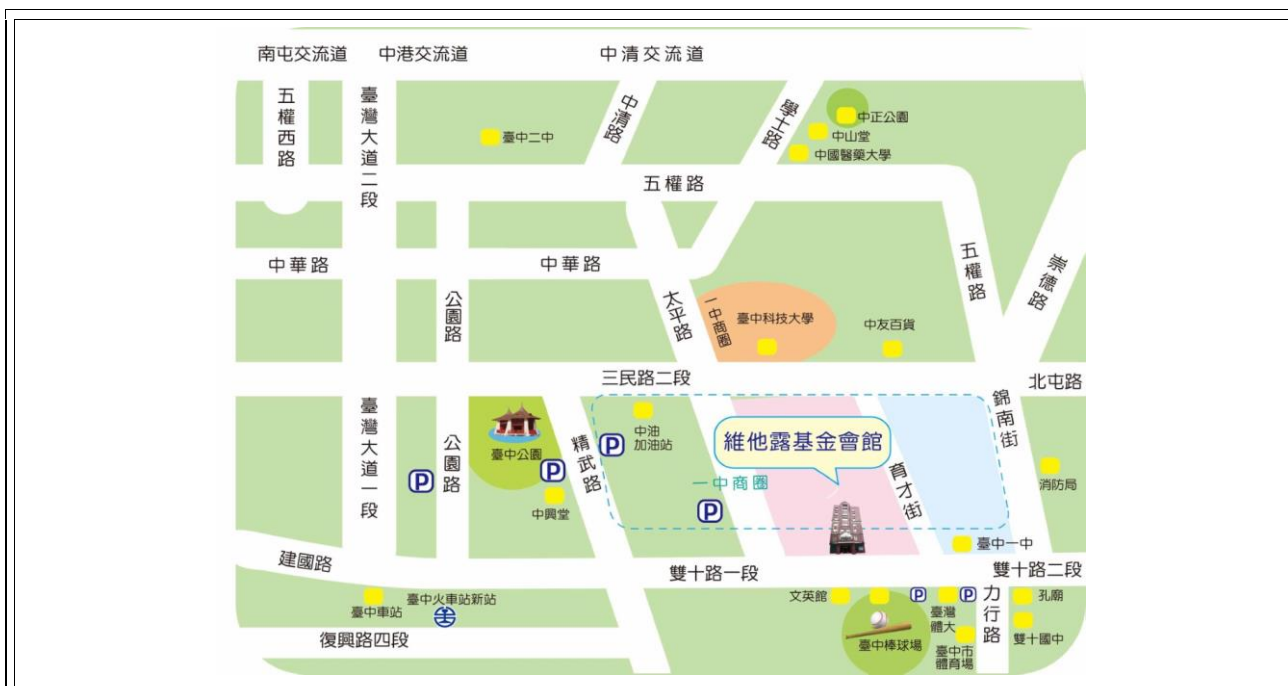 南屯交流道
中港交流道
中清交流道
五權西路
臺灣大道二段
中清路
學士路
中正公園
中山堂
中國醫藥大學
臺中二中
五權路
五權路
崇德路
中華路
中華路
公園路
太平路
一中商圈
臺中科技大學
中友百貨
三民路二段
北屯路
臺灣大道一段
公園路
臺中公園
精武路
中油
加油站
維他露基金會館
錦南街
育才街
消防局
一中商圈
P
P
P
P
中興堂
臺中一中
建國路
雙十路一段
雙十路二段
臺中車站
臺中火車站新站
文英館
P
臺灣
體大
P
力行路
孔廟
雙十國中
復興路四段
臺中棒球場
臺中市
體育場